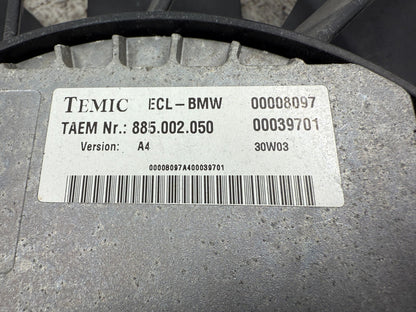 TEMIC ECL-BMW 00008097
TAEM Nr.: 885.002.050 00039701
Version: A4 30W03
00008097A400039701